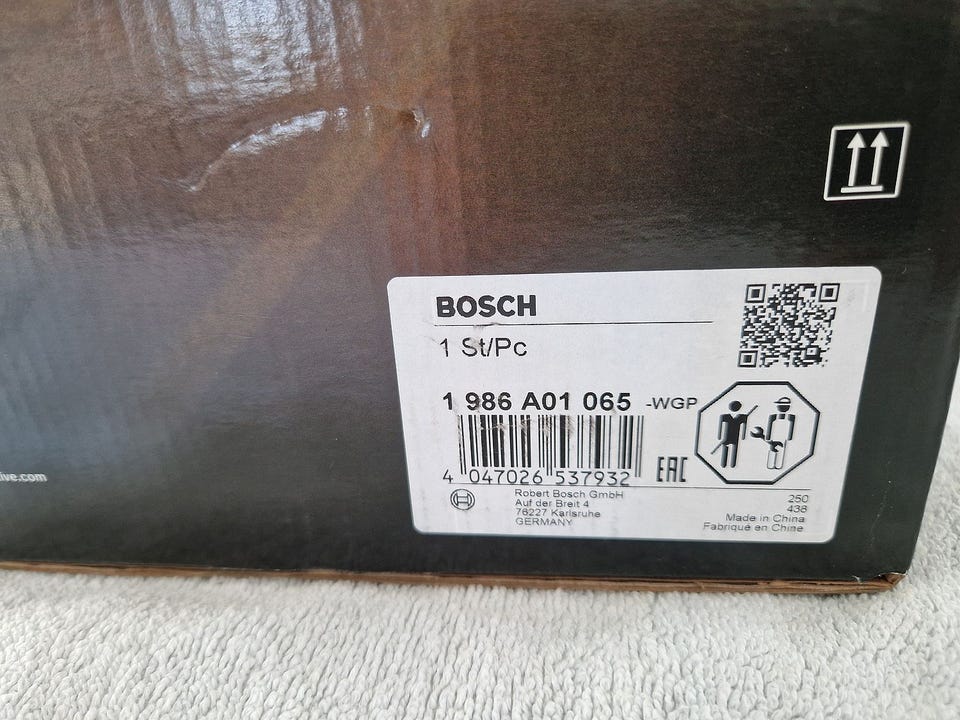 BOSCH
1 St/Pc
1 986 A01 065 -WGP
4 047026 537932
EAC
Robert Bosch GmbH
Auf der Breit 4
76227 Karlsruhe
GERMANY
250
438
Made in China
Fabriqué en Chine
ive.com